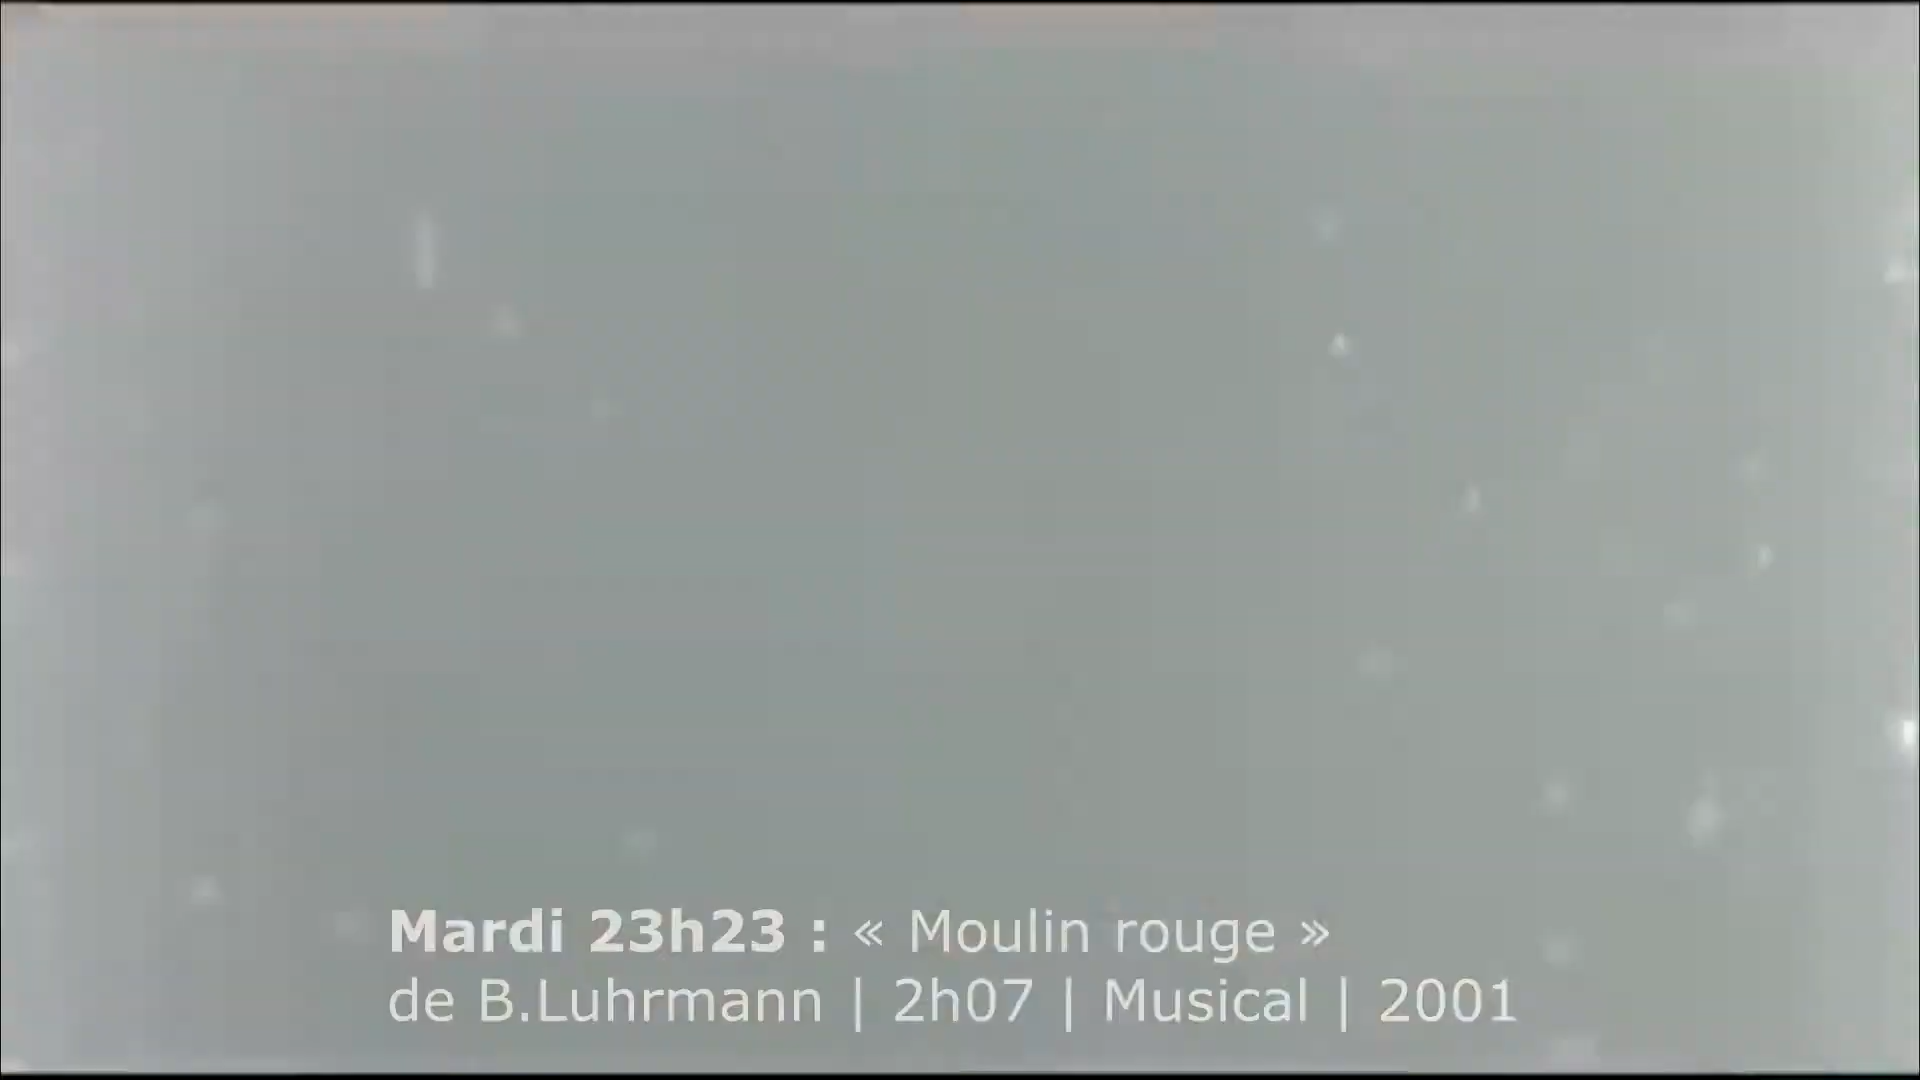 Mardi 23h23 : « Moulin rouge »
de B.Luhrmann | 2h07 | Musical | 2001